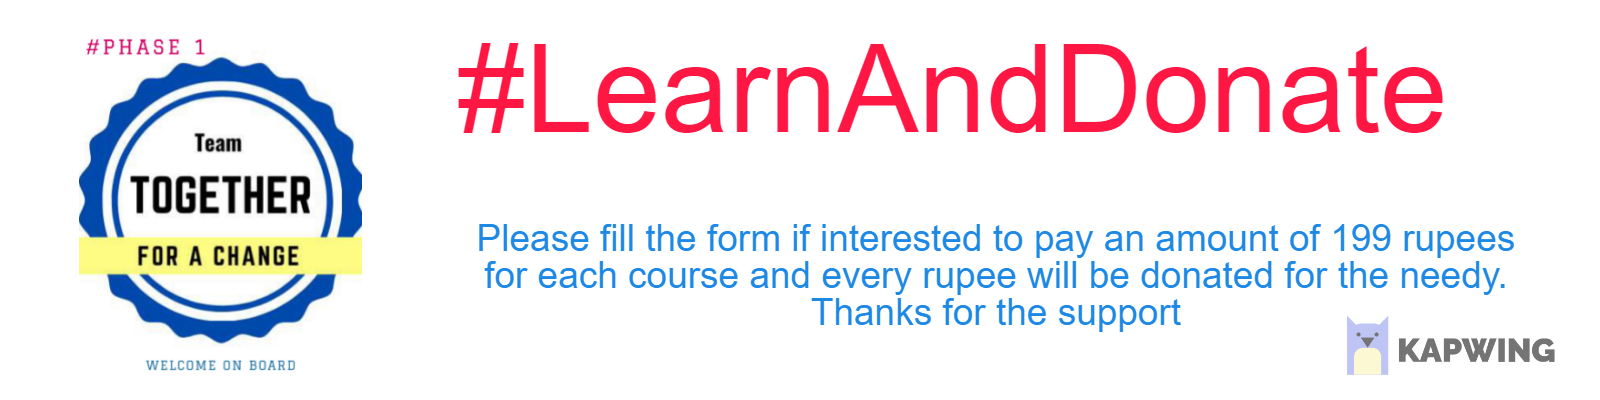 #PHASE 1
Team
TOGETHER
FOR A CHANGE
WELCOME ON BOARD
#LearnAndDonate
Please fill the form if interested to pay an amount of 199 rupees
for each course and every rupee will be donated for the needy.
Thanks for the support
KAPWING